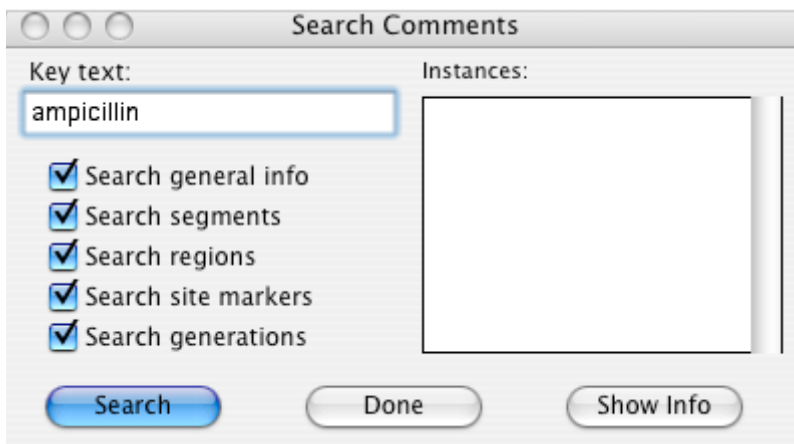 Search Comments
Key text:
ampicillin
Search general info
Search segments
Search regions
Search site markers
Search generations
Instances:
Search
Done
Show Info